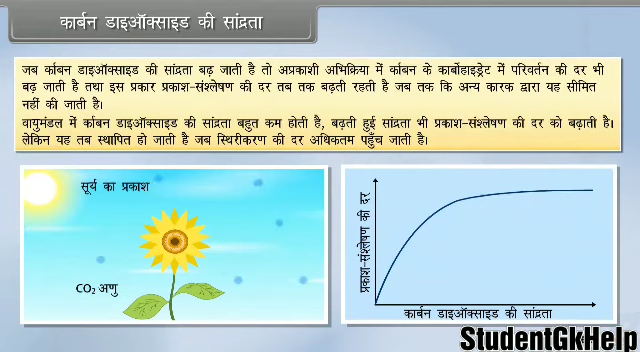 कार्बन डाइऑक्साइड की सांद्रता
जब कार्बन डाइऑक्साइड की सांद्रता बढ़ जाती है तो अप्रकाशी अभिक्रिया में कार्बन के कार्बोहाइड्रेट में परिवर्तन की दर भी
बढ़ जाती है तथा इस प्रकार प्रकाश-संश्लेषण की दर तब तक बढ़ती रहती है जब तक कि अन्य कारक द्वारा यह सीमित
नहीं की जाती है।
वायुमंडल में कार्बन डाइऑक्साइड की सांद्रता बहुत कम होती है, बढ़ती हुई सांद्रता भी प्रकाश-संश्लेषण की दर को बढ़ाती है।
लेकिन यह तब स्थापित हो जाती है जब स्थिरीकरण की दर अधिकतम पहुँच जाती है।
सूर्य का प्रकाश
CO₂ अणु
प्रकाश-संश्लेषण की दर
कार्बन डाइऑक्साइड की सांद्रता
StudentGkHelp